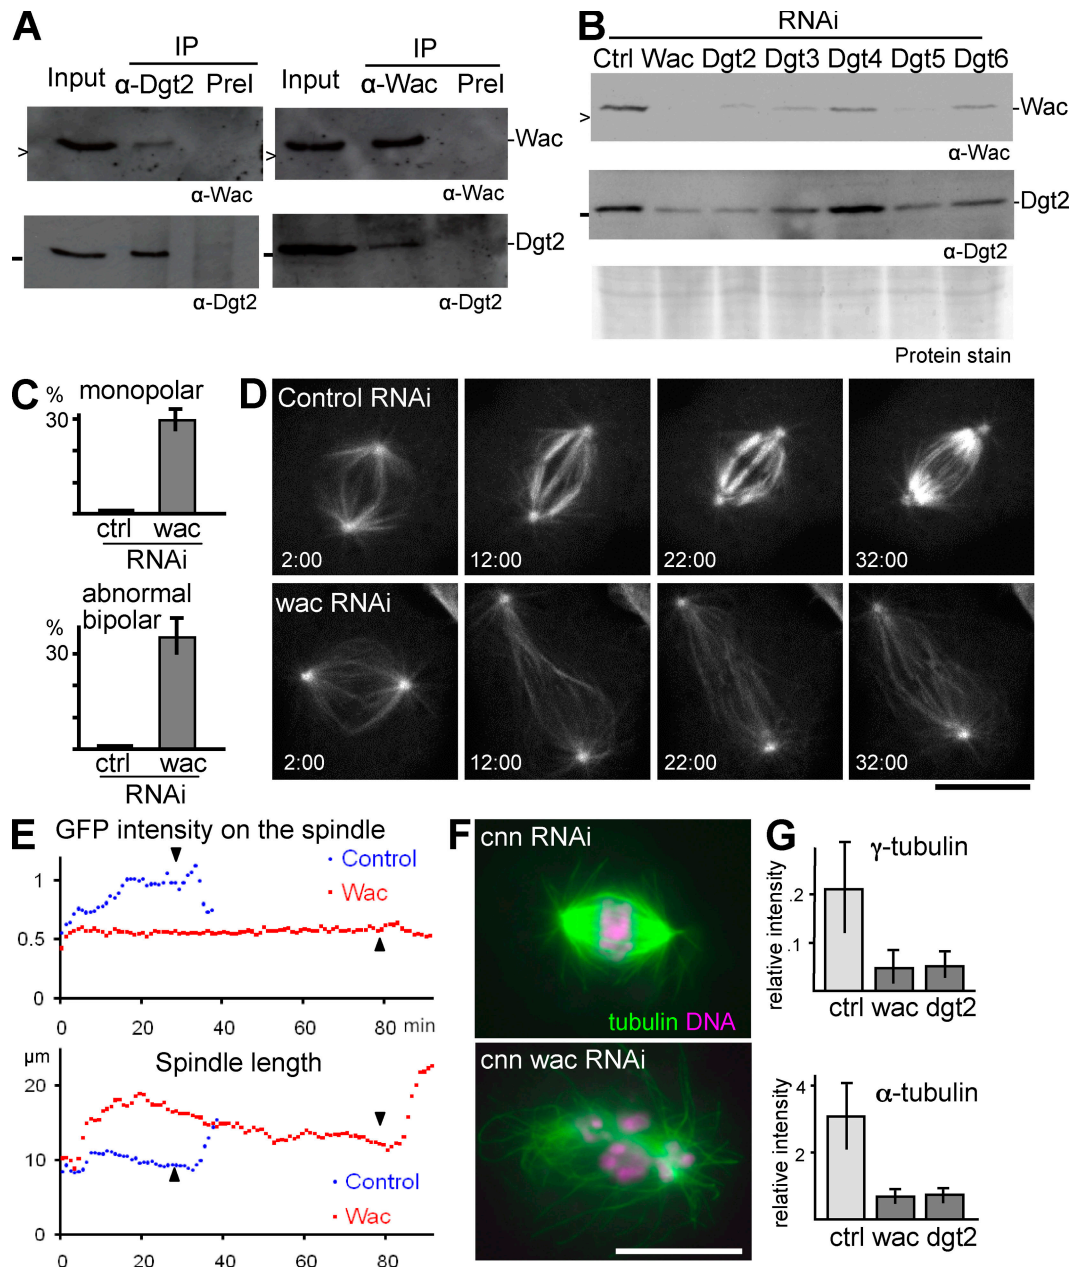 A
IP
IP
Input α-Dgt2 PreI
Input α-Wac PreI
-Wac
>
>
α-Wac
α-Wac
-Dgt2
α-Dgt2
α-Dgt2
B
RNAi
Ctrl Wac Dgt2 Dgt3 Dgt4 Dgt5 Dgt6
-Wac
>
α-Wac
-Dgt2
α-Dgt2
Protein stain
C
% monopolar
30
ctrl wac
RNAi
abnormal
bipolar
%
30
ctrl wac
RNAi
D
Control RNAi
2:00
12:00
22:00
32:00
wac RNAi
2:00
12:00
22:00
32:00
E
GFP intensity on the spindle
Control
Wac
1
0.5
0
0 20 40 60 80 min
µm
Spindle length
20
10
0
Control
Wac
0 20 40 60 80
F
cnn RNAi
tubulin DNA
cnn wac RNAi
G
γ-tubulin
relative intensity
.2
.1
ctrl wac dgt2
α-tubulin
relative intensity
4
2
ctrl wac dgt2